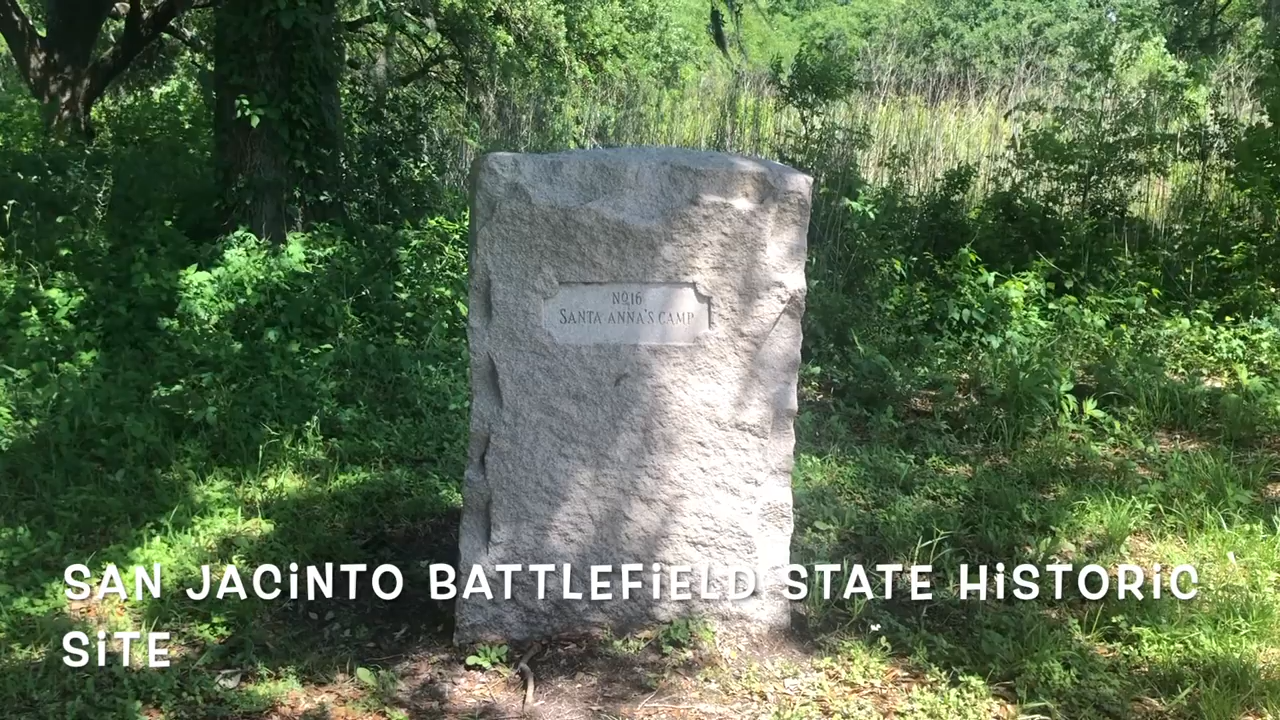 Nº16
SANTA ANNA'S CAMP
SAN JACiNTO BATTLEFiELD STATE HiSTORiC
SiTE